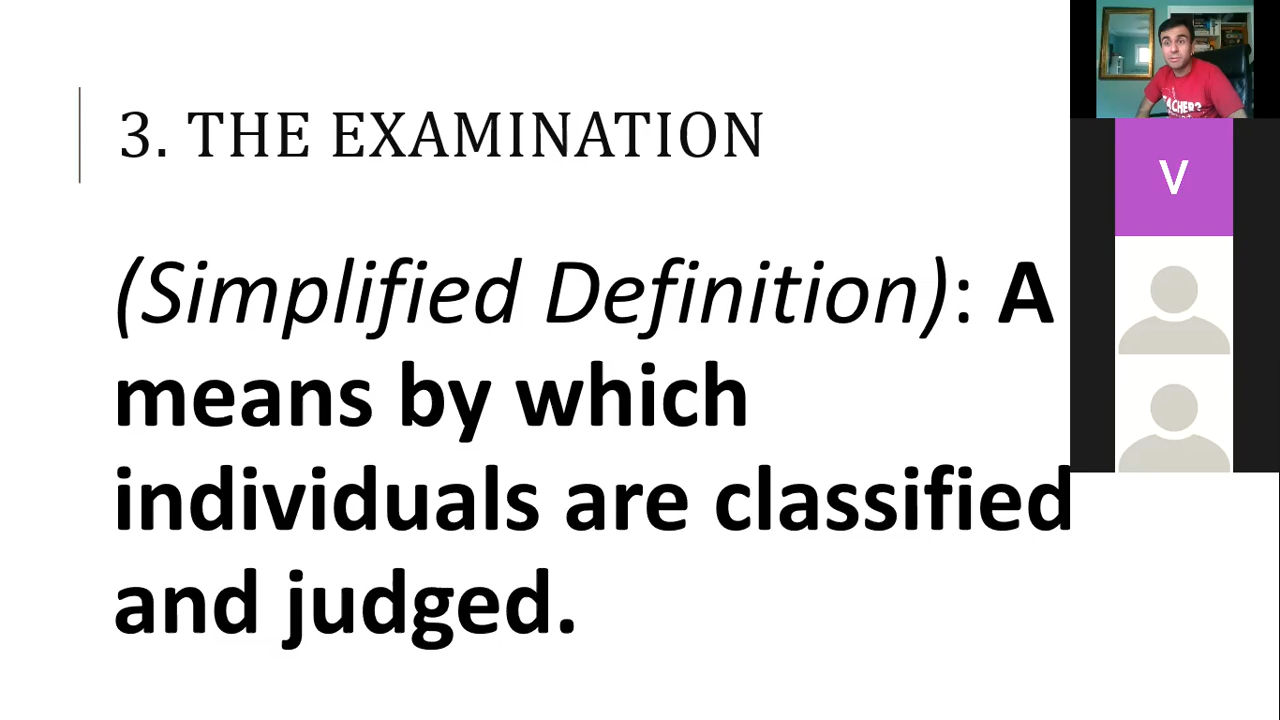 3. THE EXAMINATION
(Simplified Definition): A
means by which
individuals are classified
and judged.
V